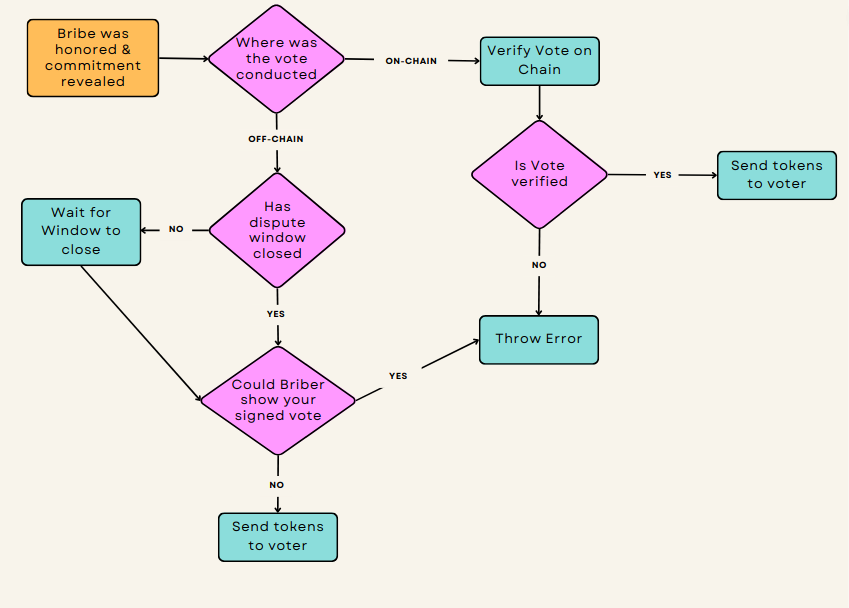 Bribe was
honored &
commitment
revealed
Where was
the vote
conducted
ON-CHAIN
Verify Vote on
Chain
OFF-CHAIN
Is Vote
verified
YES
Send tokens
to voter
Wait for
Window to
close
NO
Has
dispute
window
closed
NO
YES
Throw Error
Could Briber
show your
signed vote
YES
NO
Send tokens
to voter